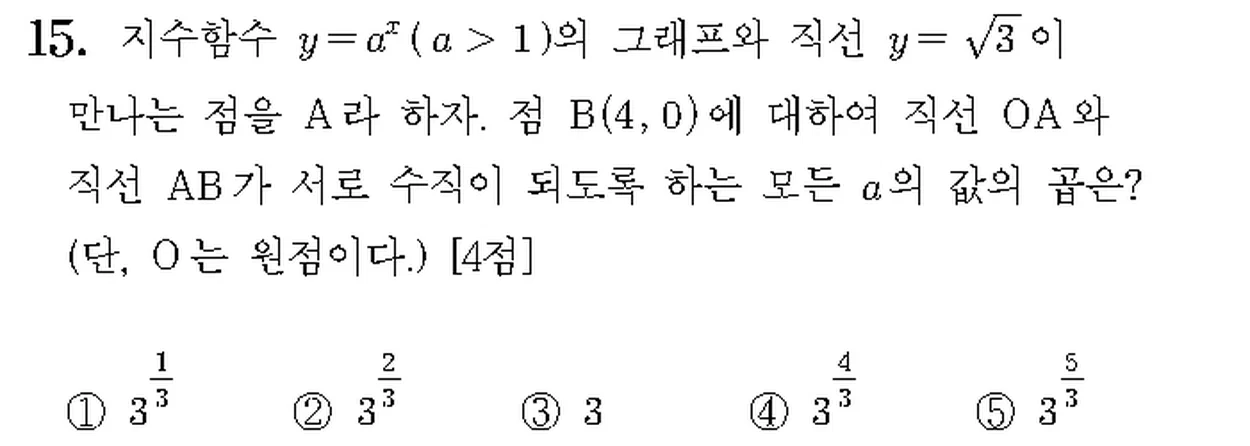 15. 지수함수 y=a^x (a > 1)의 그래프와 직선 y= √3 이
만나는 점을 A라 하자. 점 B(4, 0)에 대하여 직선 OA와
직선 AB가 서로 수직이 되도록 하는 모든 a의 값의 곱은?
(단, O는 원점이다.) [4점]
① 3^(1/3) ② 3^(2/3) ③ 3 ④ 3^(4/3) ⑤ 3^(5/3)